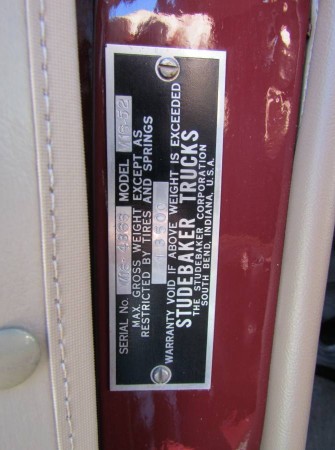 SERIAL No. MODEL
MAX. GROSS WEIGHT EXCEPT AS
RESTRICTED BY TIRES AND SPRINGS
13500
WARRANTY VOID IF ABOVE WEIGHT IS EXCEEDED
STUDEBAKER TRUCKS
THE STUDEBAKER CORPORATION
SOUTH BEND, INDIANA, U.S.A.